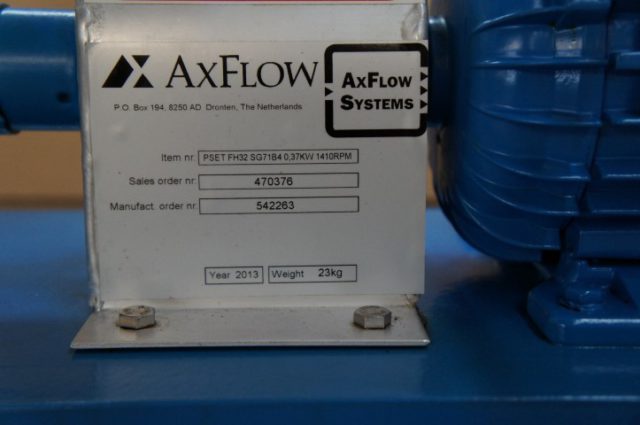 AxFlow
AxFlow
Systems
P.O. Box 194, 8250 AD Dronten, The Netherlands
Item nr. PSET FH32 SG71B4 0,37KW 1410RPM
Sales order nr. 470376
Manufact. order nr. 542263
Year 2013 Weight 23kg